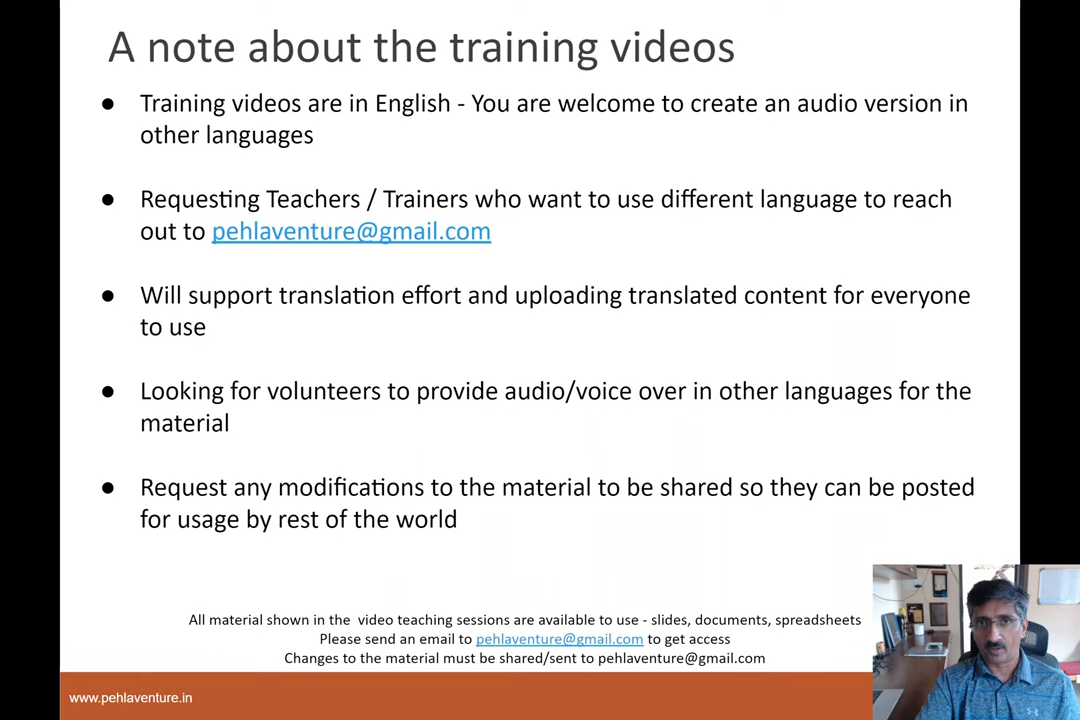 A note about the training videos
● Training videos are in English - You are welcome to create an audio version in
other languages
● Requesting Teachers / Trainers who want to use different language to reach
out to pehlaventure@gmail.com
● Will support translation effort and uploading translated content for everyone
to use
● Looking for volunteers to provide audio/voice over in other languages for the
material
● Request any modifications to the material to be shared so they can be posted
for usage by rest of the world
All material shown in the video teaching sessions are available to use - slides, documents, spreadsheets
Please send an email to pehlaventure@gmail.com to get access
Changes to the material must be shared/sent to pehlaventure@gmail.com
www.pehlaventure.in